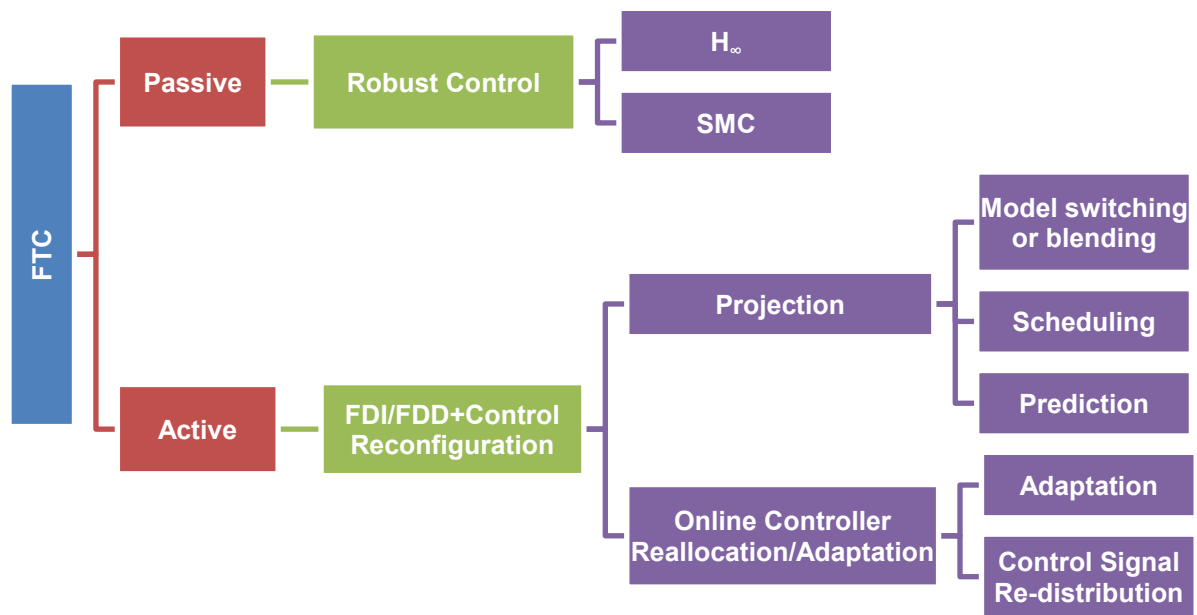 FTC
Passive
Robust Control
H∞
SMC
Active
FDI/FDD+Control
Reconfiguration
Projection
Model switching
or blending
Scheduling
Prediction
Online Controller
Reallocation/Adaptation
Adaptation
Control Signal
Re-distribution